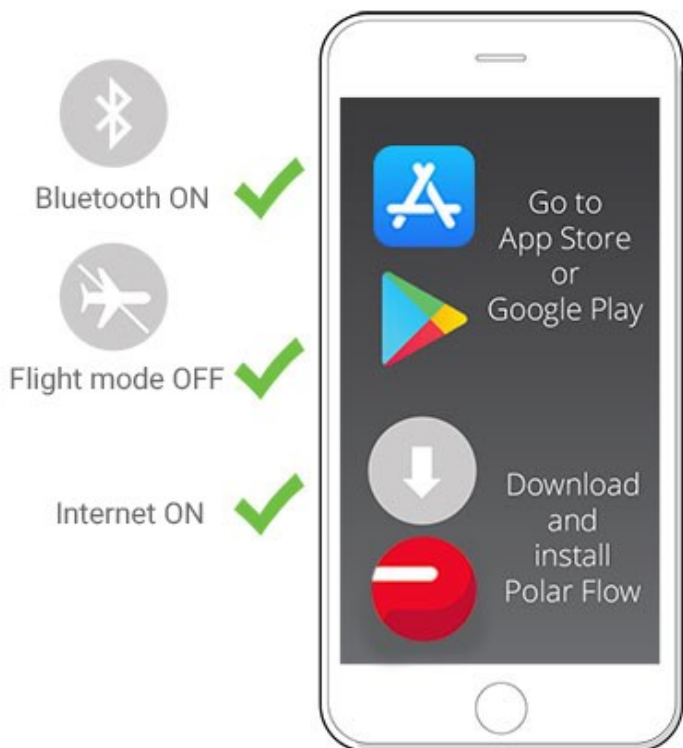 Bluetooth ON
Flight mode OFF
Internet ON
Go to
App Store
or
Google Play
Download
and
install
Polar Flow